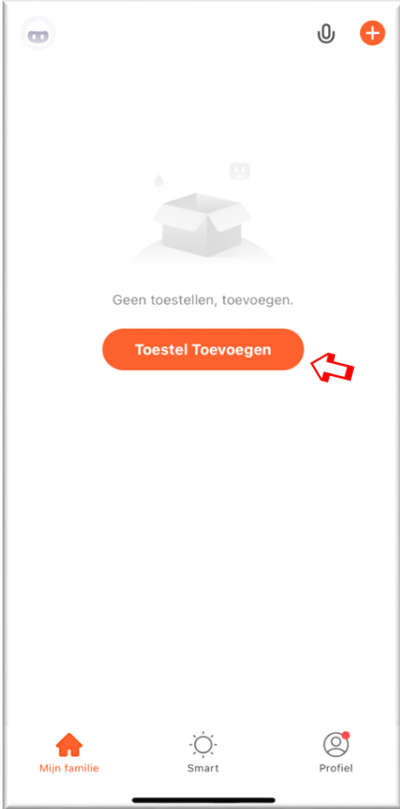 Geen toestellen, toevoegen.
Toestel Toevoegen
Mijn familie
Smart
Profiel